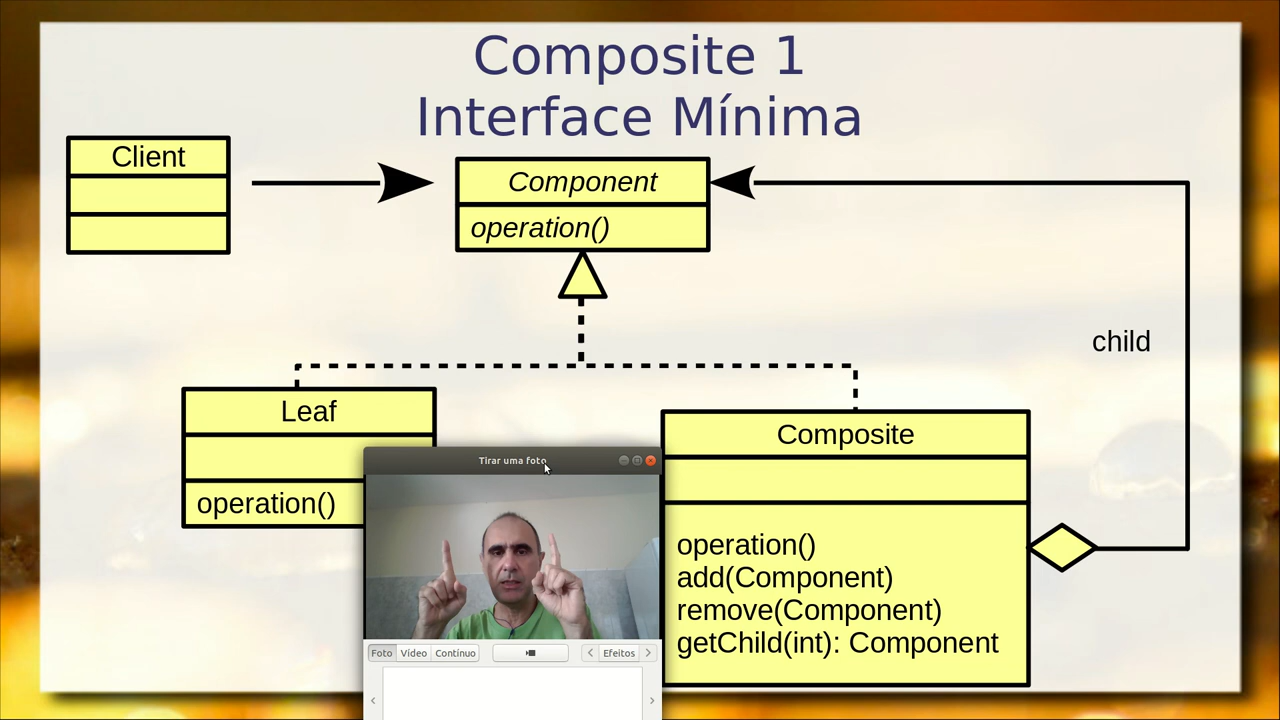 Composite 1
Interface Mínima
Client
Component
operation()
child
Leaf
operation()
Composite
operation()
add(Component)
remove(Component)
getChild(int): Component
Tirar uma foto
Foto Vídeo Contínuo Efeitos